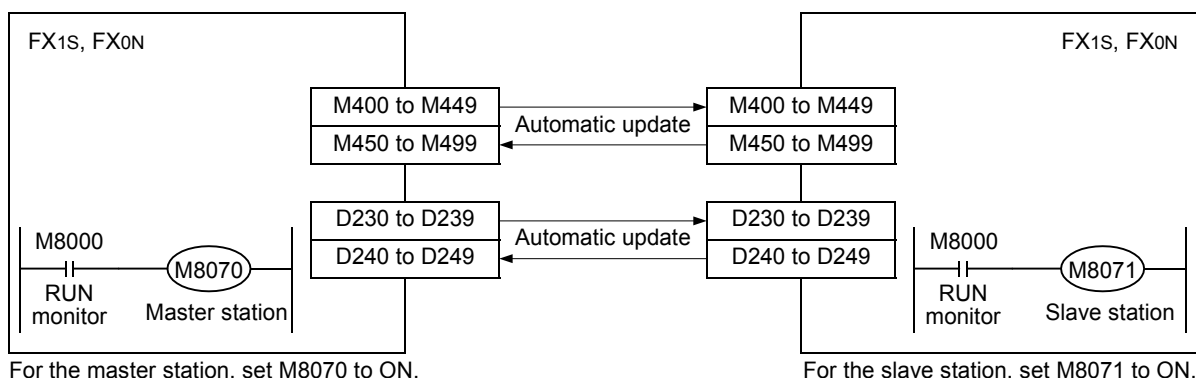 FX1S, FX0N
M400 to M449
M450 to M499
Automatic update
M400 to M449
M450 to M499
D230 to D239
D240 to D249
Automatic update
D230 to D239
D240 to D249
M8000
M8070
RUN
monitor
Master station
FX1S, FX0N
M8000
M8071
RUN
monitor
Slave station
For the master station, set M8070 to ON.
For the slave station, set M8071 to ON.